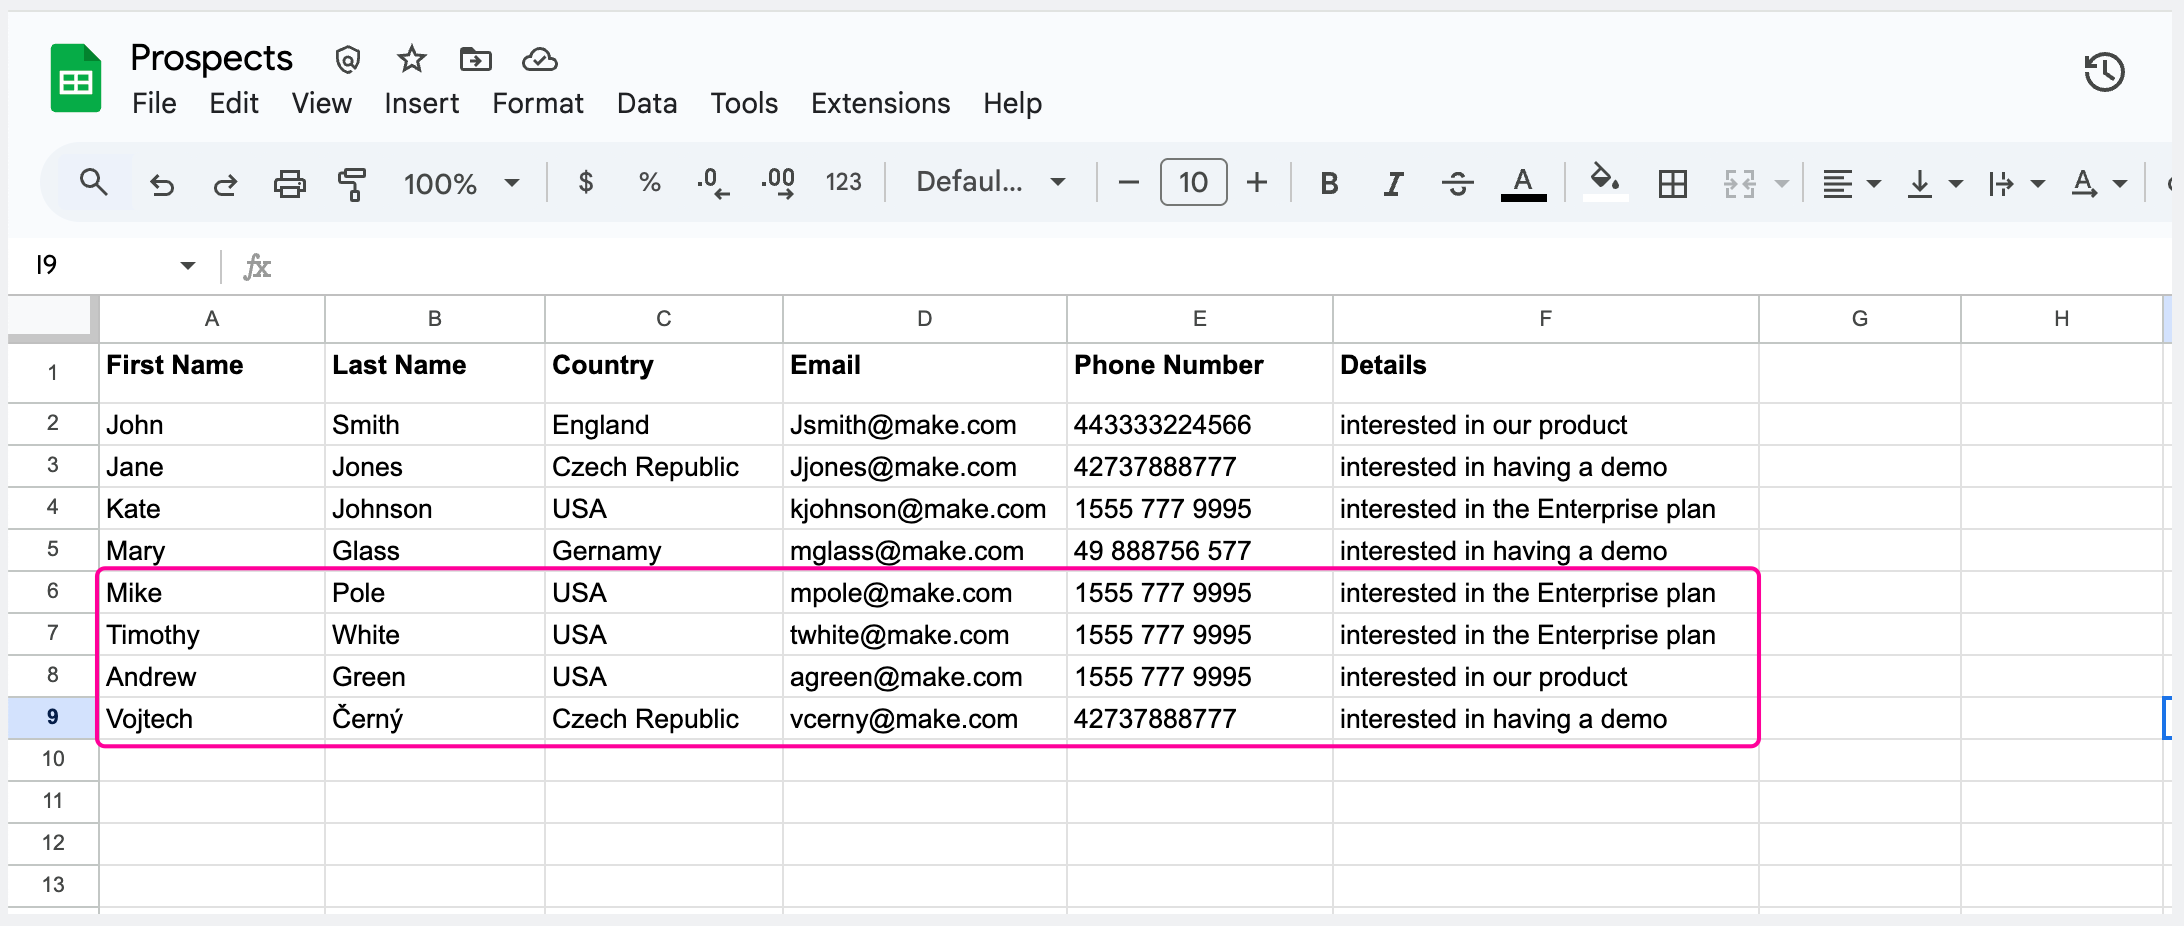 Prospects
File Edit View Insert Format Data Tools Extensions Help
100% $ % .0 .00 123 Defaul... 10 B I S A A
I9 fx
A B C D E F G H
1 First Name Last Name Country Email Phone Number Details
2 John Smith England Jsmith@make.com 443333224566 interested in our product
3 Jane Jones Czech Republic Jjones@make.com 42737888777 interested in having a demo
4 Kate Johnson USA kjohnson@make.com 1555 777 9995 interested in the Enterprise plan
5 Mary Glass Gernamy mglass@make.com 49 888756 577 interested in having a demo
6 Mike Pole USA mpole@make.com 1555 777 9995 interested in the Enterprise plan
7 Timothy White USA twhite@make.com 1555 777 9995 interested in the Enterprise plan
8 Andrew Green USA agreen@make.com 1555 777 9995 interested in our product
9 Vojtech Černý Czech Republic vcerny@make.com 42737888777 interested in having a demo
10
11
12
13